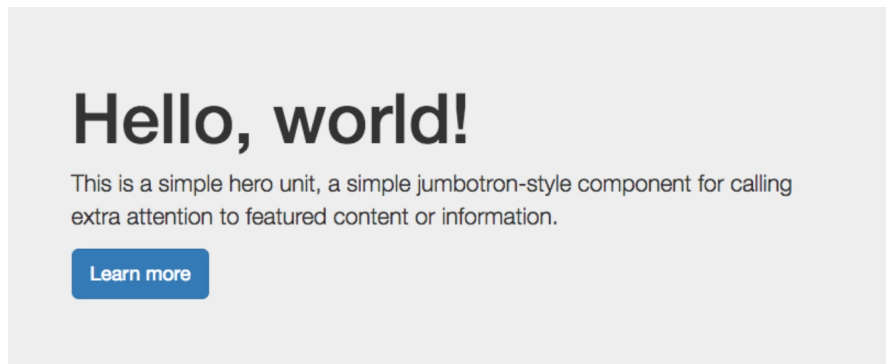 Hello, world!
This is a simple hero unit, a simple jumbotron-style component for calling
extra attention to featured content or information.
Learn more